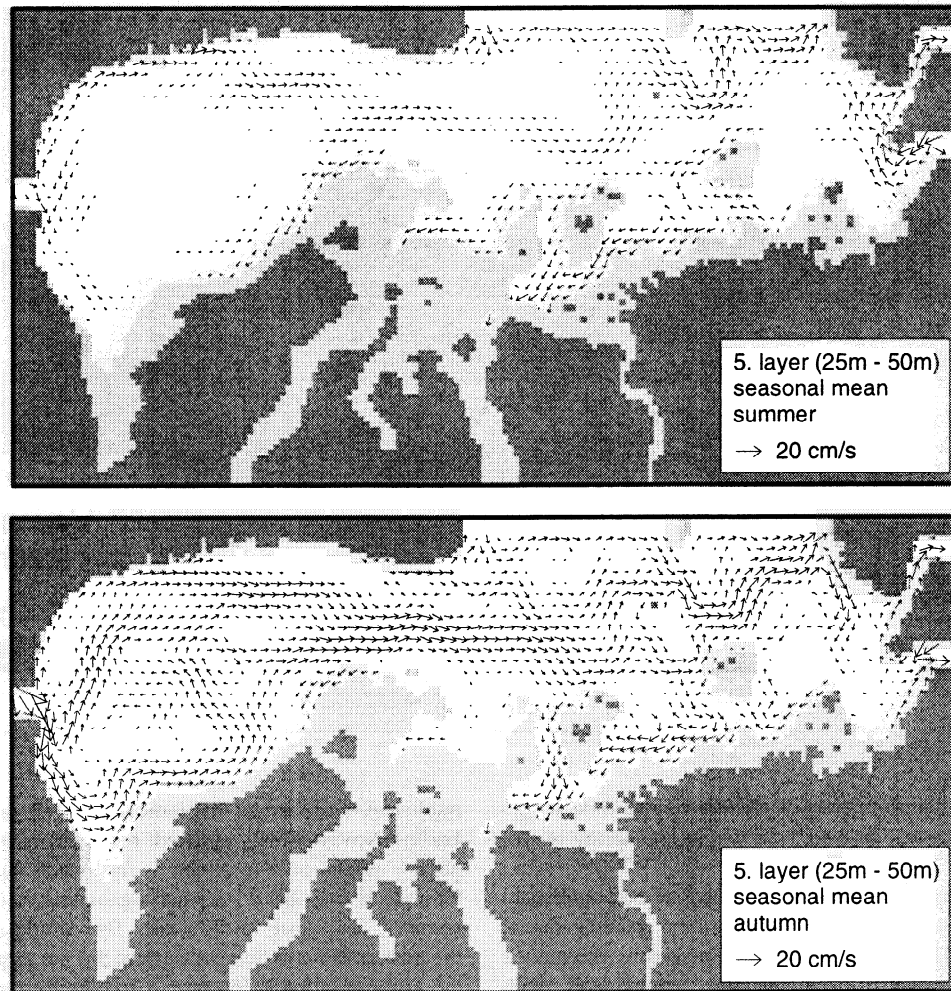 5. layer (25m - 50m)
seasonal mean
summer
20 cm/s
5. layer (25m - 50m)
seasonal mean
autumn
20 cm/s